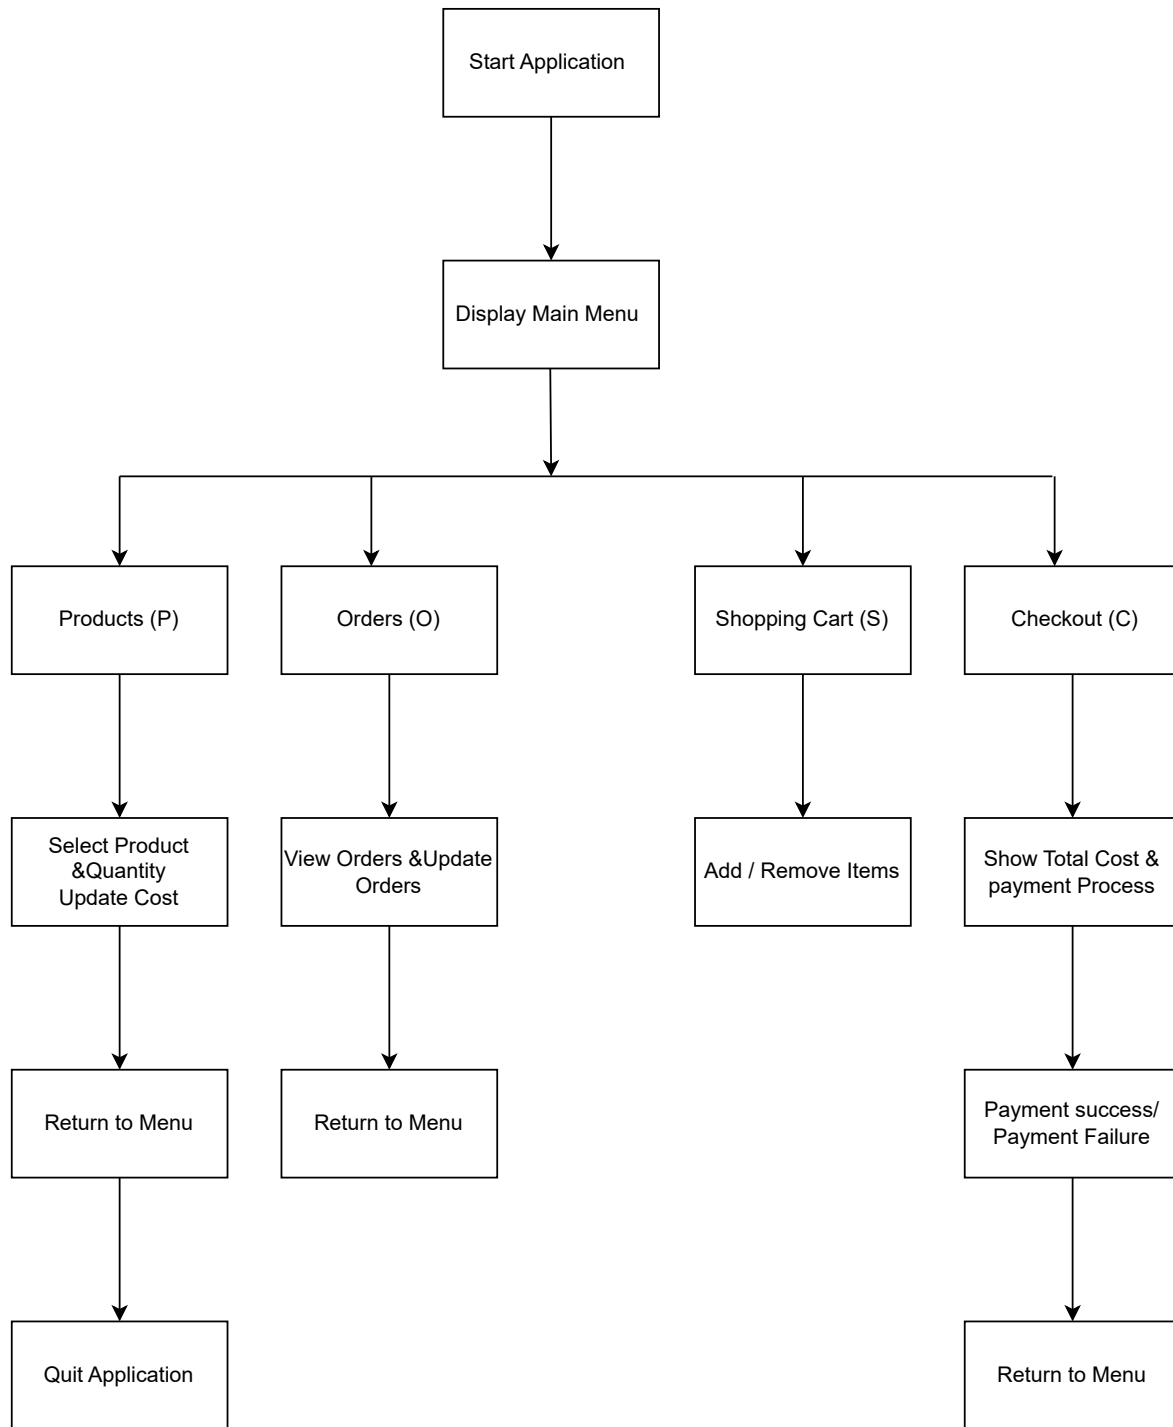 Start Application
Display Main Menu
Products (P)
Orders (O)
Shopping Cart (S)
Checkout (C)
Select Product
&Quantity
Update Cost
View Orders &Update
Orders
Add / Remove Items
Show Total Cost &
payment Process
Return to Menu
Return to Menu
Payment success/
Payment Failure
Quit Application
Return to Menu